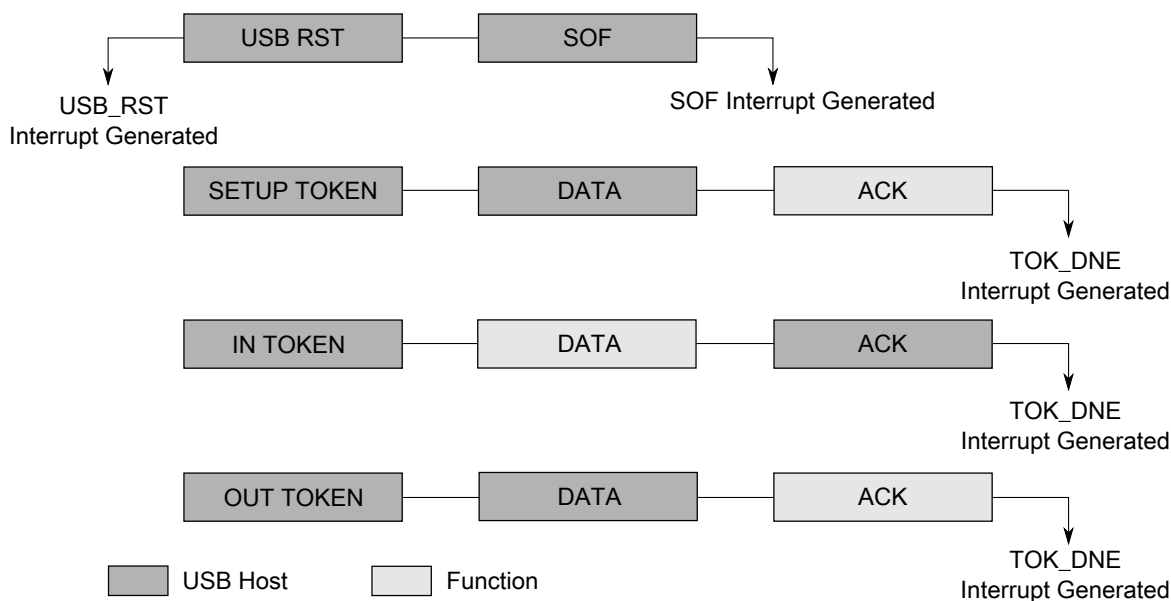 USB RST
SOF
USB_RST
Interrupt Generated
SOF Interrupt Generated
SETUP TOKEN
DATA
ACK
TOK_DNE
Interrupt Generated
IN TOKEN
DATA
ACK
TOK_DNE
Interrupt Generated
OUT TOKEN
DATA
ACK
TOK_DNE
Interrupt Generated
USB Host
Function